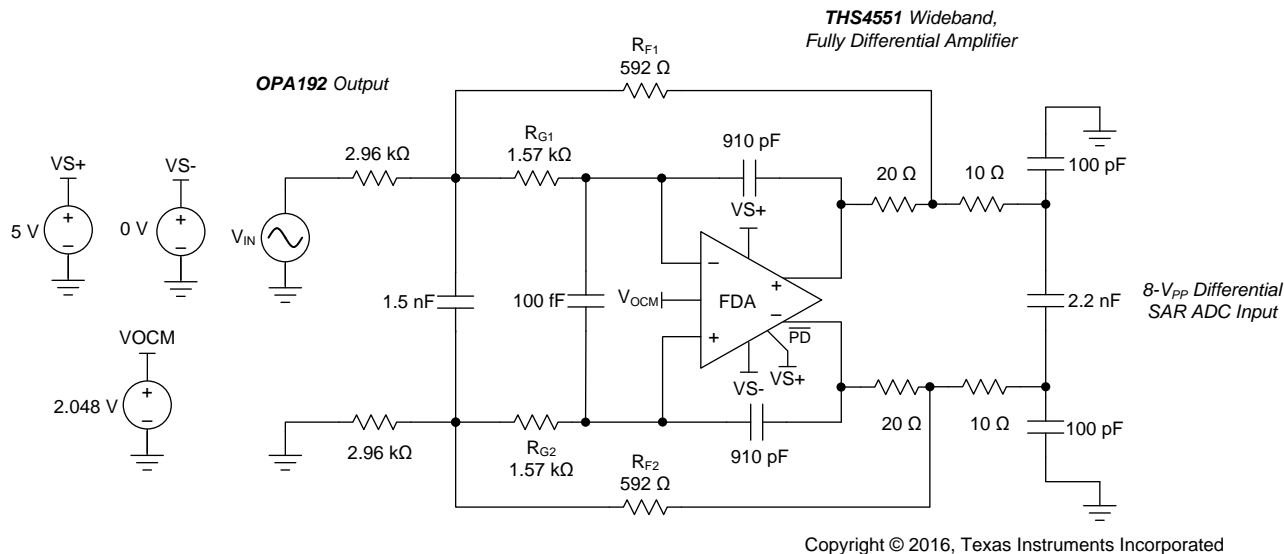 THS4551 Wideband,
Fully Differential Amplifier
RF1
592 Ω
OPA192 Output
RG1
1.57 kΩ
910 pF
2.96 kΩ
VS+
VS-
100 pF
20 Ω
10 Ω
VS+
5 V
0 V
VIN
1.5 nF
100 fF
VOCM
FDA
2.2 nF
8-VPP Differential
SAR ADC Input
PD
VOCM
VS-
VS+
2.048 V
20 Ω
10 Ω
100 pF
2.96 kΩ
RG2
1.57 kΩ
910 pF
RF2
592 Ω
Copyright © 2016, Texas Instruments Incorporated